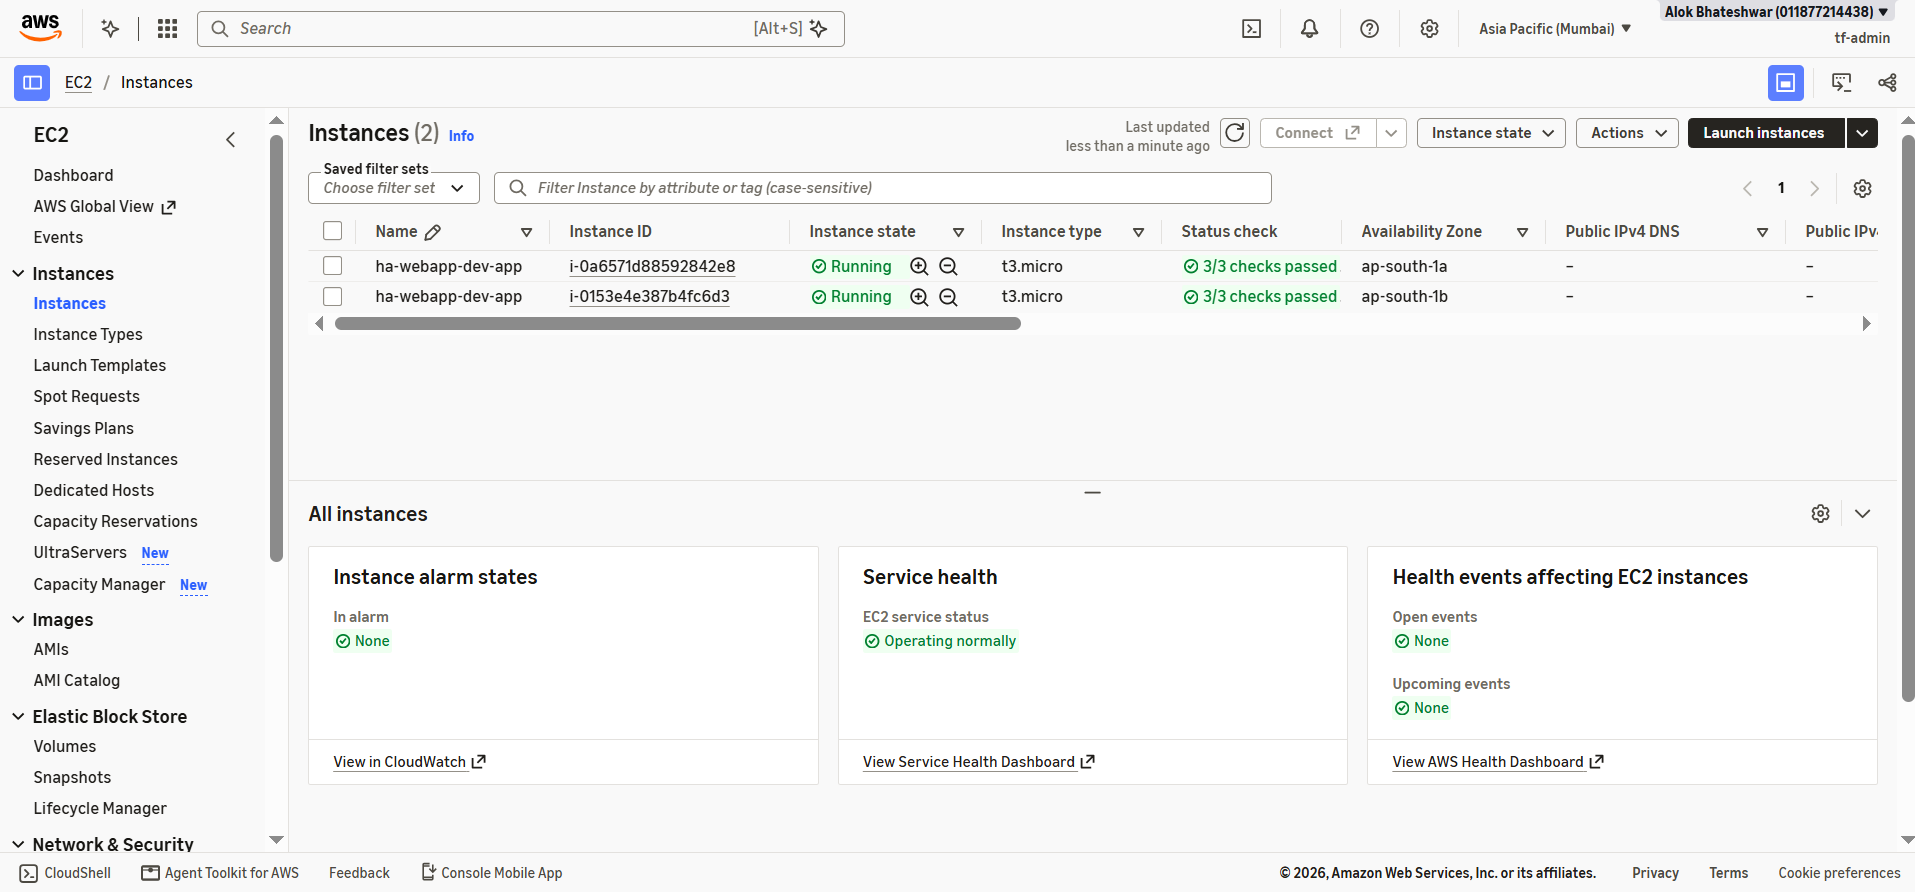 aws
Search [Alt+S]
Asia Pacific (Mumbai)
Alok Bhateshwar (011877214438)
tf-admin
EC2 / Instances
EC2
Dashboard
AWS Global View
Events
Instances
Instances
Instance Types
Launch Templates
Spot Requests
Savings Plans
Reserved Instances
Dedicated Hosts
Capacity Reservations
UltraServers New
Capacity Manager New
Images
AMIs
AMI Catalog
Elastic Block Store
Volumes
Snapshots
Lifecycle Manager
Network & Security
Instances (2) Info
Last updated
less than a minute ago
Connect
Instance state
Actions
Launch instances
Saved filter sets
Choose filter set
Filter Instance by attribute or tag (case-sensitive)
1
Name Instance ID Instance state Instance type Status check Availability Zone Public IPv4 DNS Public IPv4
ha-webapp-dev-app i-0a6571d88592842e8 Running t3.micro 3/3 checks passed ap-south-1a – –
ha-webapp-dev-app i-0153e4e387b4fc6d3 Running t3.micro 3/3 checks passed ap-south-1b – –
All instances
Instance alarm states
In alarm
None
View in CloudWatch
Service health
EC2 service status
Operating normally
View Service Health Dashboard
Health events affecting EC2 instances
Open events
None
Upcoming events
None
View AWS Health Dashboard
CloudShell Agent Toolkit for AWS Feedback Console Mobile App © 2026, Amazon Web Services, Inc. or its affiliates. Privacy Terms Cookie preferences